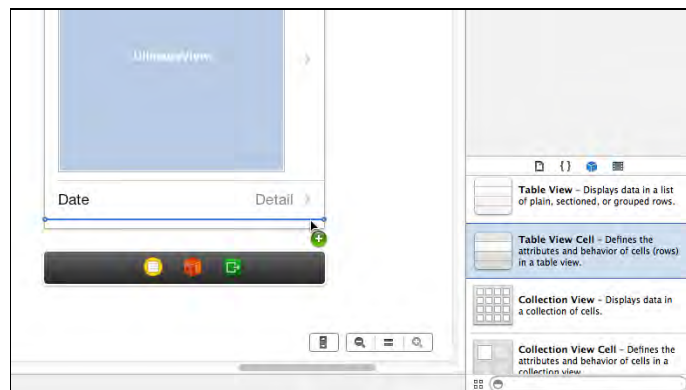 UIImageView
Date
Detail
{}
Table View – Displays data in a list
of plain, sectioned, or grouped rows.
Table View Cell – Defines the
attributes and behavior of cells (rows)
in a table view.
Collection View – Displays data in
a collection of cells.
Collection View Cell – Defines the
attributes and behavior of cells in a
collection view.